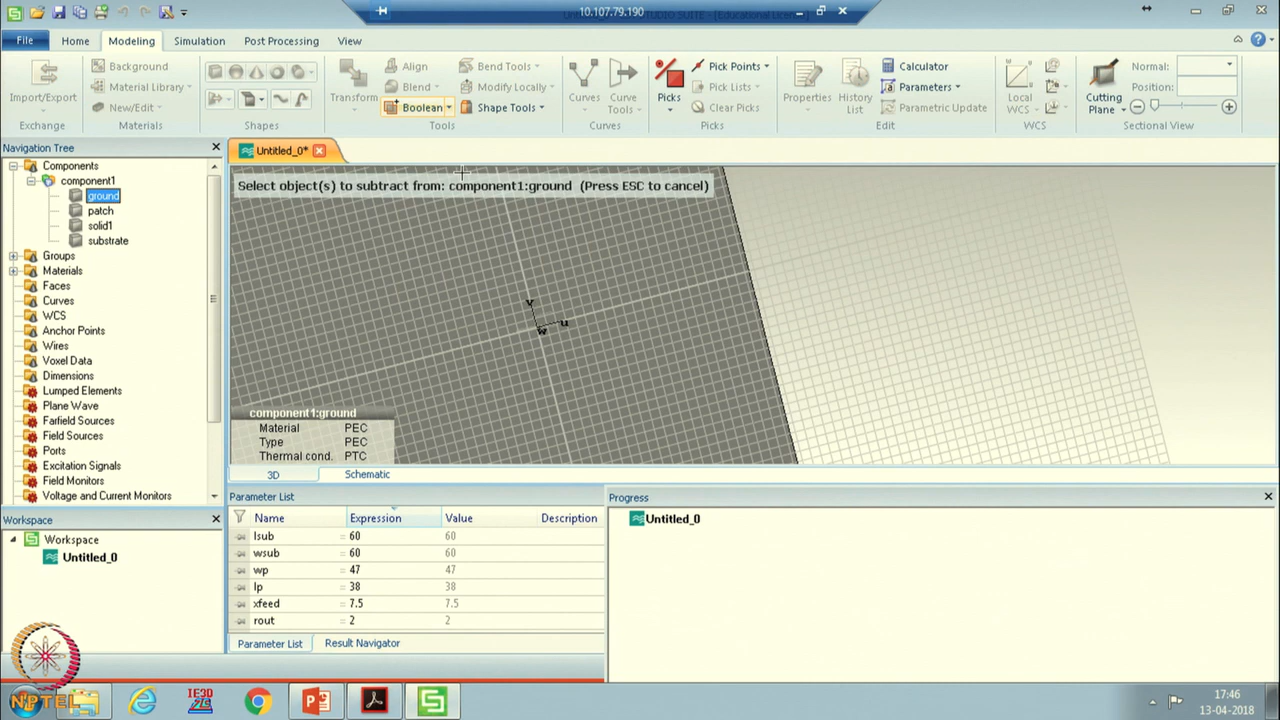 10.107.79.190
File Home Modeling Simulation Post Processing View
Import/Export
Exchange
Background
Material Library
New/Edit
Materials
Shapes
Transform
Align
Blend
Boolean
Bend Tools
Modify Locally
Shape Tools
Tools
Curves
Curve Tools
Curves
Picks
Pick Points
Pick Lists
Clear Picks
Picks
Properties
History List
Calculator
Parameters
Parametric Update
Edit
Local WCS
WCS
Cutting Plane
Normal:
Position:
Sectional View
Navigation Tree
Components
component1
ground
patch
solid1
substrate
Groups
Materials
Faces
Curves
WCS
Anchor Points
Wires
Voxel Data
Dimensions
Lumped Elements
Plane Wave
Farfield Sources
Field Sources
Ports
Excitation Signals
Field Monitors
Voltage and Current Monitors
Untitled_0*
Select object(s) to subtract from: component1:ground (Press ESC to cancel)
v
u
w
component1:ground
Material PEC
Type PEC
Thermal cond. PTC
3D Schematic
Workspace
Workspace
Untitled_0
Parameter List
Name Expression Value Description
lsub = 60 60
wsub = 60 60
wp = 47 47
lp = 38 38
xfeed = 7.5 7.5
rout = 2 2
Parameter List Result Navigator
Progress
Untitled_0
NPTEL
IE3D
17:46
13-04-2018